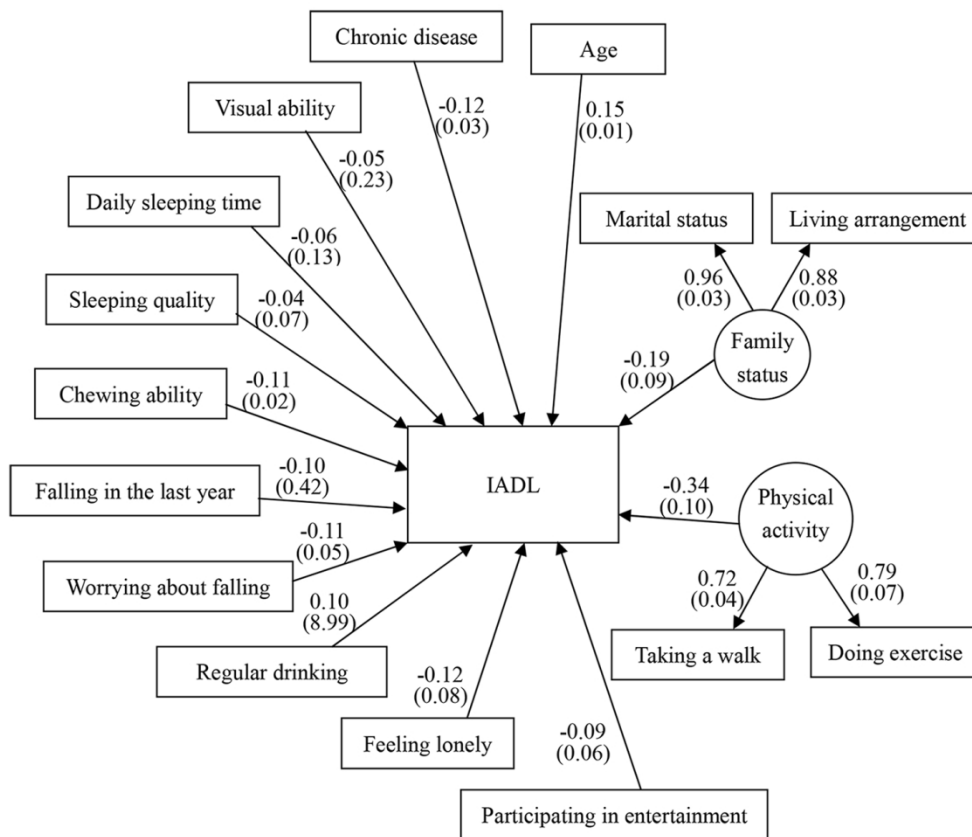 Chronic disease
Age
-0.12
(0.03)
0.15
(0.01)
Visual ability
-0.05
(0.23)
Daily sleeping time
-0.06
(0.13)
Marital status
Living arrangement
0.96
(0.03)
0.88
(0.03)
Sleeping quality
-0.04
(0.07)
Family
status
-0.19
(0.09)
Chewing ability
-0.11
(0.02)
Falling in the last year
-0.10
(0.42)
IADL
-0.34
(0.10)
Physical
activity
Worrying about falling
-0.11
(0.05)
0.72
(0.04)
0.79
(0.07)
0.10
(8.99)
Regular drinking
Taking a walk
Doing exercise
-0.12
(0.08)
Feeling lonely
-0.09
(0.06)
Participating in entertainment